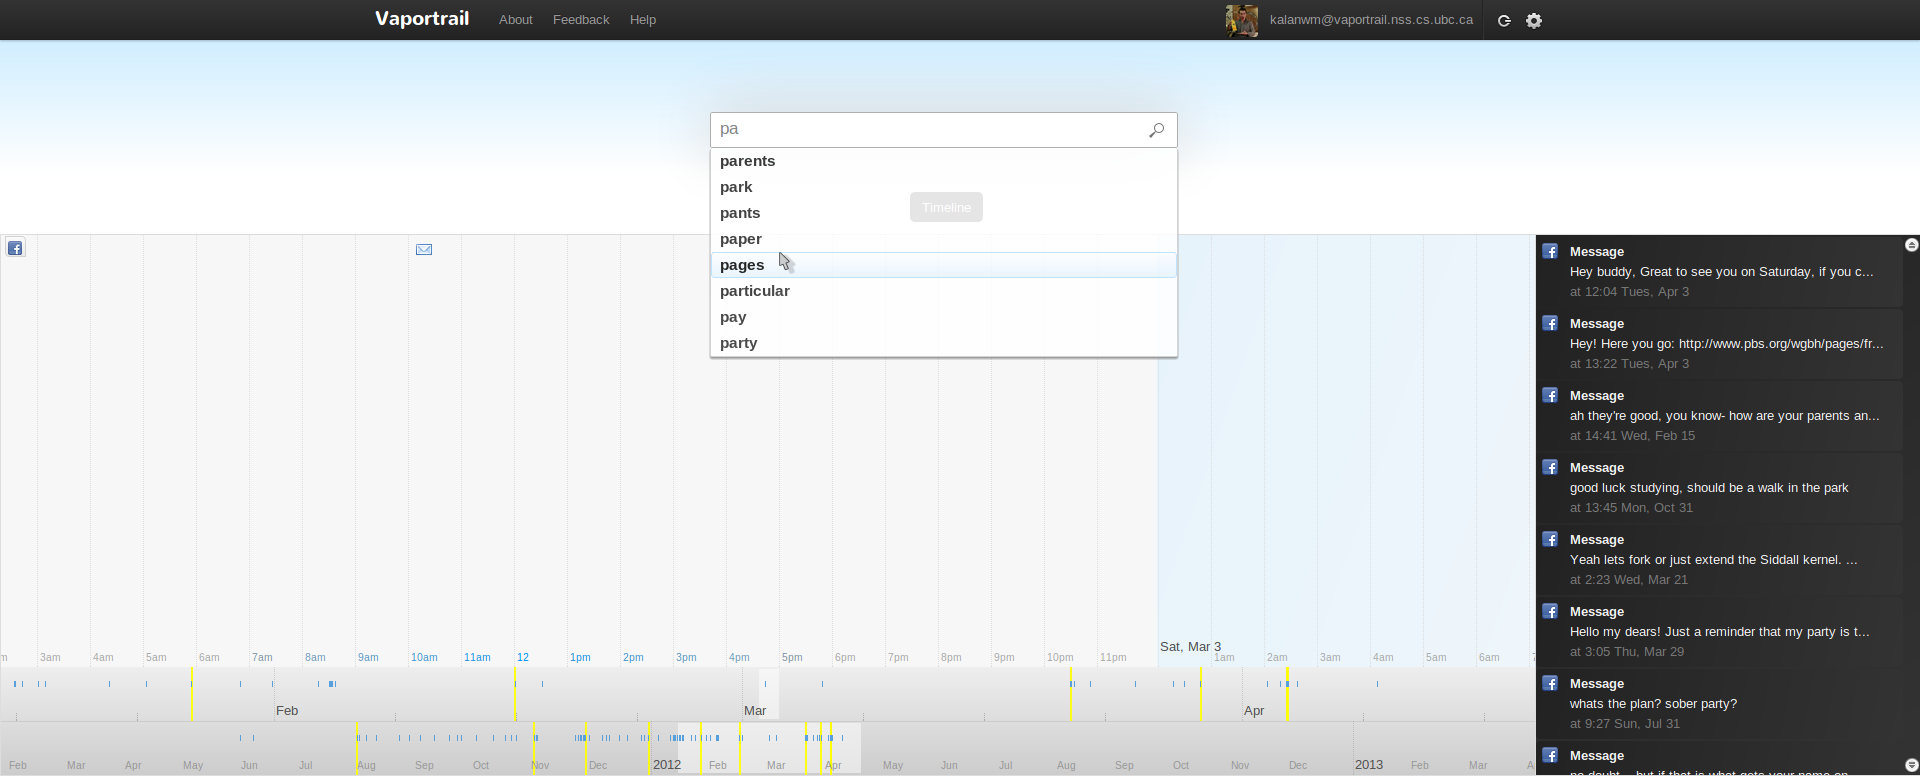 Vaportrail About Feedback Help kalanwm@vaportrail.nss.cs.ubc.ca
pa
parents
park
pants
Timeline
paper
pages
particular
pay
party
3am 4am 5am 6am 7am 8am 9am 10am 11am 12 1pm 2pm 3pm 4pm 5pm 6pm 7pm 8pm 9pm 10pm 11pm 1am 2am 3am 4am 5am 6am
Sat, Mar 3
Feb Mar Apr
Feb Mar Apr May Jun Jul Aug Sep Oct Nov Dec 2012 Feb Mar Apr May Jun Jul Aug Sep Oct Nov Dec 2013 Feb Mar
Message
Hey buddy, Great to see you on Saturday, if you c...
at 12:04 Tues, Apr 3
Message
Hey! Here you go: http://www.pbs.org/wgbh/pages/fr...
at 13:22 Tues, Apr 3
Message
ah they're good, you know- how are your parents an...
at 14:41 Wed, Feb 15
Message
good luck studying, should be a walk in the park
at 13:45 Mon, Oct 31
Message
Yeah lets fork or just extend the Siddall kernel. ...
at 2:23 Wed, Mar 21
Message
Hello my dears! Just a reminder that my party is t...
at 3:05 Thu, Mar 29
Message
whats the plan? sober party?
at 9:27 Sun, Jul 31
Message